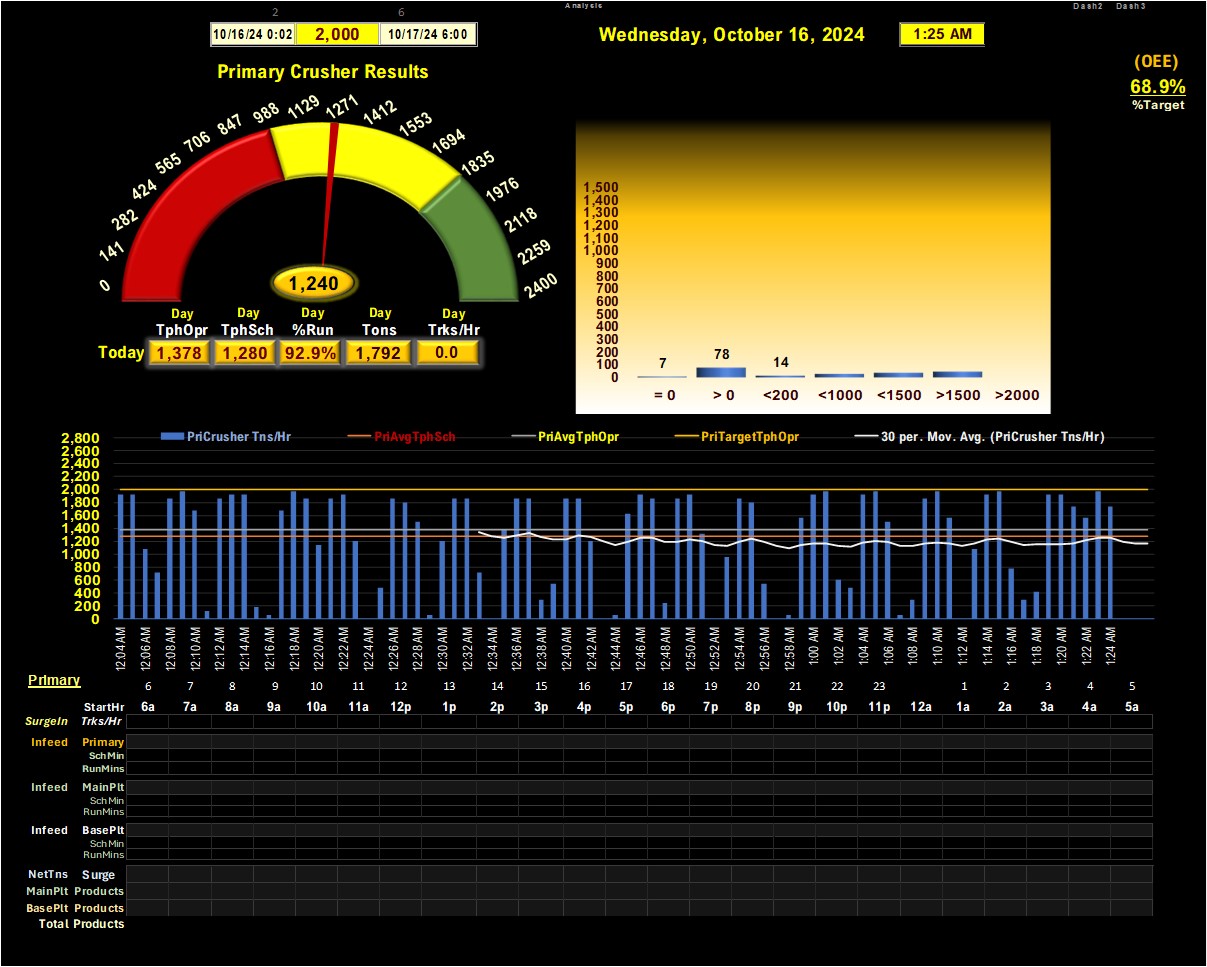 Analysis Dash2 Dash3
2 6
10/16/24 0:02 2,000 10/17/24 6:00 Wednesday, October 16, 2024 1:25 AM
(OEE)
68.9%
%Target
Primary Crusher Results
0 141 282 424 565 706 847 988 1129 1271 1412 1553 1694 1835 1976 2118 2259 2400
1,240
Day Day Day Day Day
TphOpr TphSch %Run Tons Trks/Hr
Today 1,378 1,280 92.9% 1,792 0.0
1,500
1,400
1,300
1,200
1,100
1,000
900
800
700
600
500
400
300
200
100
0
7 78 14
= 0 > 0 <200 <1000 <1500 >1500 >2000
PriCrusher Tns/Hr PriAvgTphSch PriAvgTphOpr PriTargetTphOpr 30 per. Mov. Avg. (PriCrusher Tns/Hr)
2,800
2,600
2,400
2,200
2,000
1,800
1,600
1,400
1,200
1,000
800
600
400
200
0
12:04 AM 12:06 AM 12:08 AM 12:10 AM 12:12 AM 12:14 AM 12:16 AM 12:18 AM 12:20 AM 12:22 AM 12:24 AM 12:26 AM 12:28 AM 12:30 AM 12:32 AM 12:34 AM 12:36 AM 12:38 AM 12:40 AM 12:42 AM 12:44 AM 12:46 AM 12:48 AM 12:50 AM 12:52 AM 12:54 AM 12:56 AM 12:58 AM 1:00 AM 1:02 AM 1:04 AM 1:06 AM 1:08 AM 1:10 AM 1:12 AM 1:14 AM 1:16 AM 1:18 AM 1:20 AM 1:22 AM 1:24 AM
Primary
6 7 8 9 10 11 12 13 14 15 16 17 18 19 20 21 22 23 1 2 3 4 5
StartHr 6a 7a 8a 9a 10a 11a 12p 1p 2p 3p 4p 5p 6p 7p 8p 9p 10p 11p 12a 1a 2a 3a 4a 5a
SurgeIn Trks/Hr
Infeed Primary
SchMin
RunMins
Infeed MainPlt
SchMin
RunMins
Infeed BasePlt
SchMin
RunMins
NetTns Surge
MainPlt Products
BasePlt Products
Total Products